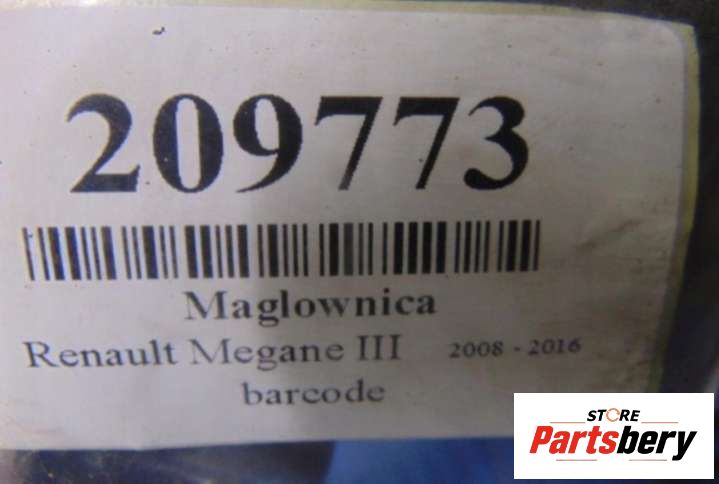 209773
Maglownica
Renault Megane III 2008 - 2016
barcode
STORE
Partsbery